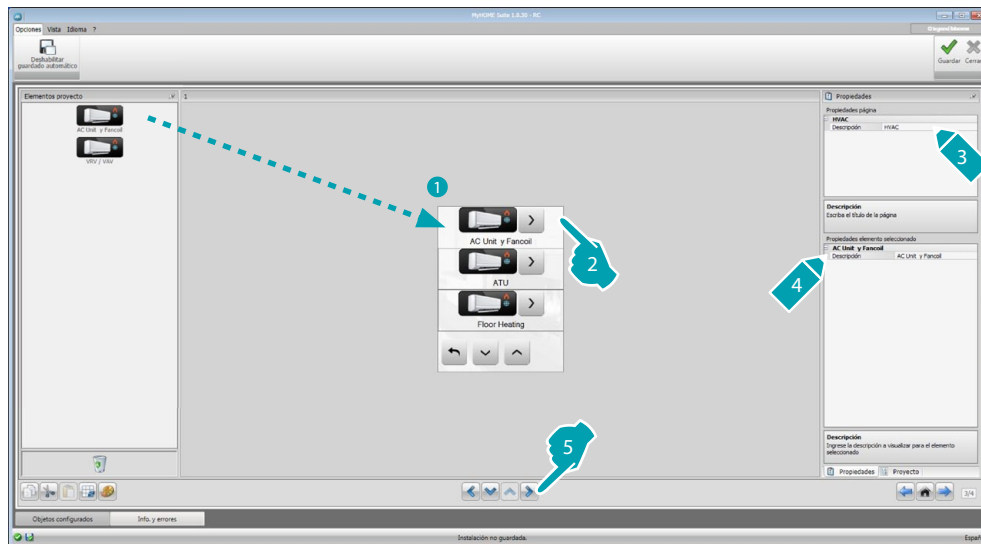 MyHOME Suite 1.0.30 - RC
Opciones Vista Idioma ?
Deshabilitar
guardado automático
Guardar Cerrar
Elementos proyecto
1
AC Unit y Fancoil
VRV / VAV
1
AC Unit y Fancoil
2
ATU
Floor Heating
Propiedades
Propiedades página
HVAC
Descripción HVAC
3
Descripción
Escriba el título de la página
Propiedades elemento seleccionado
AC Unit y Fancoil
Descripción AC Unit y Fancoil
4
5
Descripción
Ingrese la descripción a visualizar para el elemento
seleccionado
Propiedades Proyecto
3/4
Objetos configurados Info. y errores
Instalación no guardada.
Españ